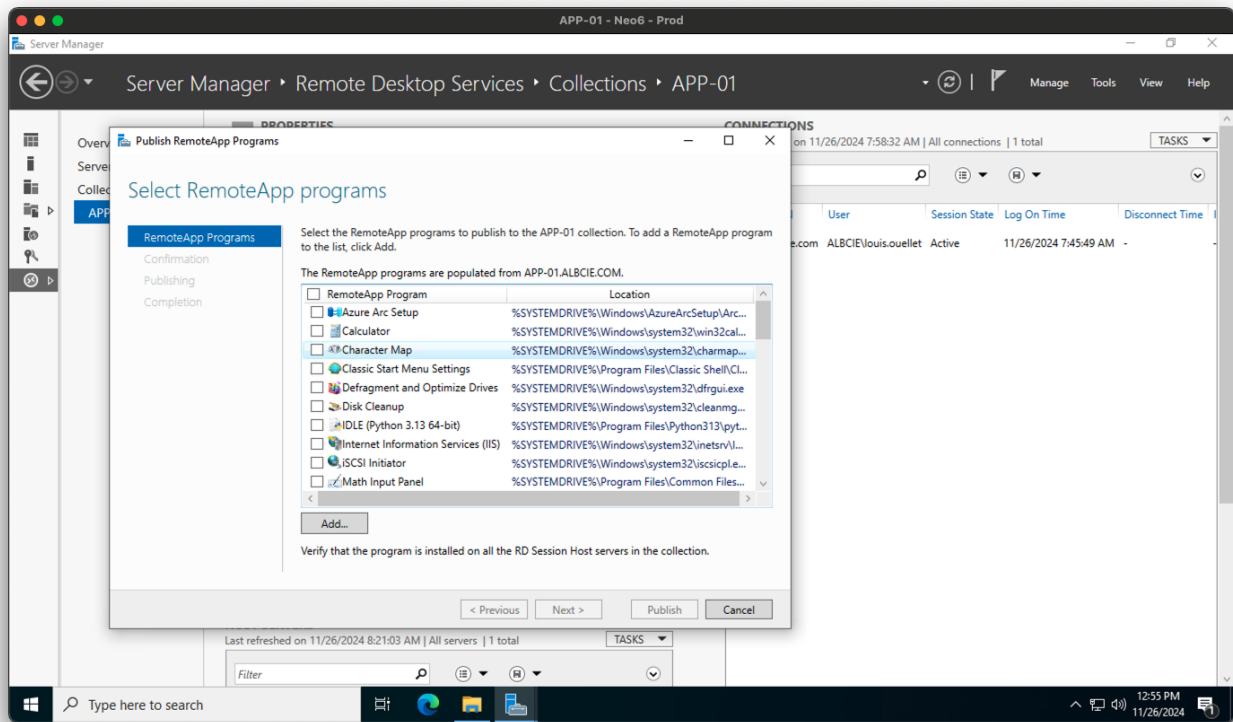 APP-01 - Neo6 - Prod
Server Manager
Server Manager ‣ Remote Desktop Services ‣ Collections ‣ APP-01
Manage Tools View Help
PROPERTIES
CONNECTIONS
on 11/26/2024 7:58:32 AM | All connections | 1 total
TASKS
Overv
Server
Collec
APP
User Session State Log On Time Disconnect Time
e.com ALBCIE\louis.ouellet Active 11/26/2024 7:45:49 AM - -
Publish RemoteApp Programs
Select RemoteApp programs
RemoteApp Programs
Confirmation
Publishing
Completion
Select the RemoteApp programs to publish to the APP-01 collection. To add a RemoteApp program
to the list, click Add.
The RemoteApp programs are populated from APP-01.ALBCIE.COM.
RemoteApp Program Location
Azure Arc Setup %SYSTEMDRIVE%\Windows\AzureArcSetup\Arc...
Calculator %SYSTEMDRIVE%\Windows\system32\win32cal...
Character Map %SYSTEMDRIVE%\Windows\system32\charmap...
Classic Start Menu Settings %SYSTEMDRIVE%\Program Files\Classic Shell\Cl...
Defragment and Optimize Drives %SYSTEMDRIVE%\Windows\system32\dfrgui.exe
Disk Cleanup %SYSTEMDRIVE%\Windows\system32\cleanmg...
IDLE (Python 3.13 64-bit) %SYSTEMDRIVE%\Program Files\Python313\pyt...
Internet Information Services (IIS) %SYSTEMDRIVE%\Windows\system32\inetsrv\I...
iSCSI Initiator %SYSTEMDRIVE%\Windows\system32\iscsicpl.e...
Math Input Panel %SYSTEMDRIVE%\Program Files\Common Files...
Add...
Verify that the program is installed on all the RD Session Host servers in the collection.
< Previous Next > Publish Cancel
Last refreshed on 11/26/2024 8:21:03 AM | All servers | 1 total
TASKS
Filter
Type here to search
12:55 PM
11/26/2024
1